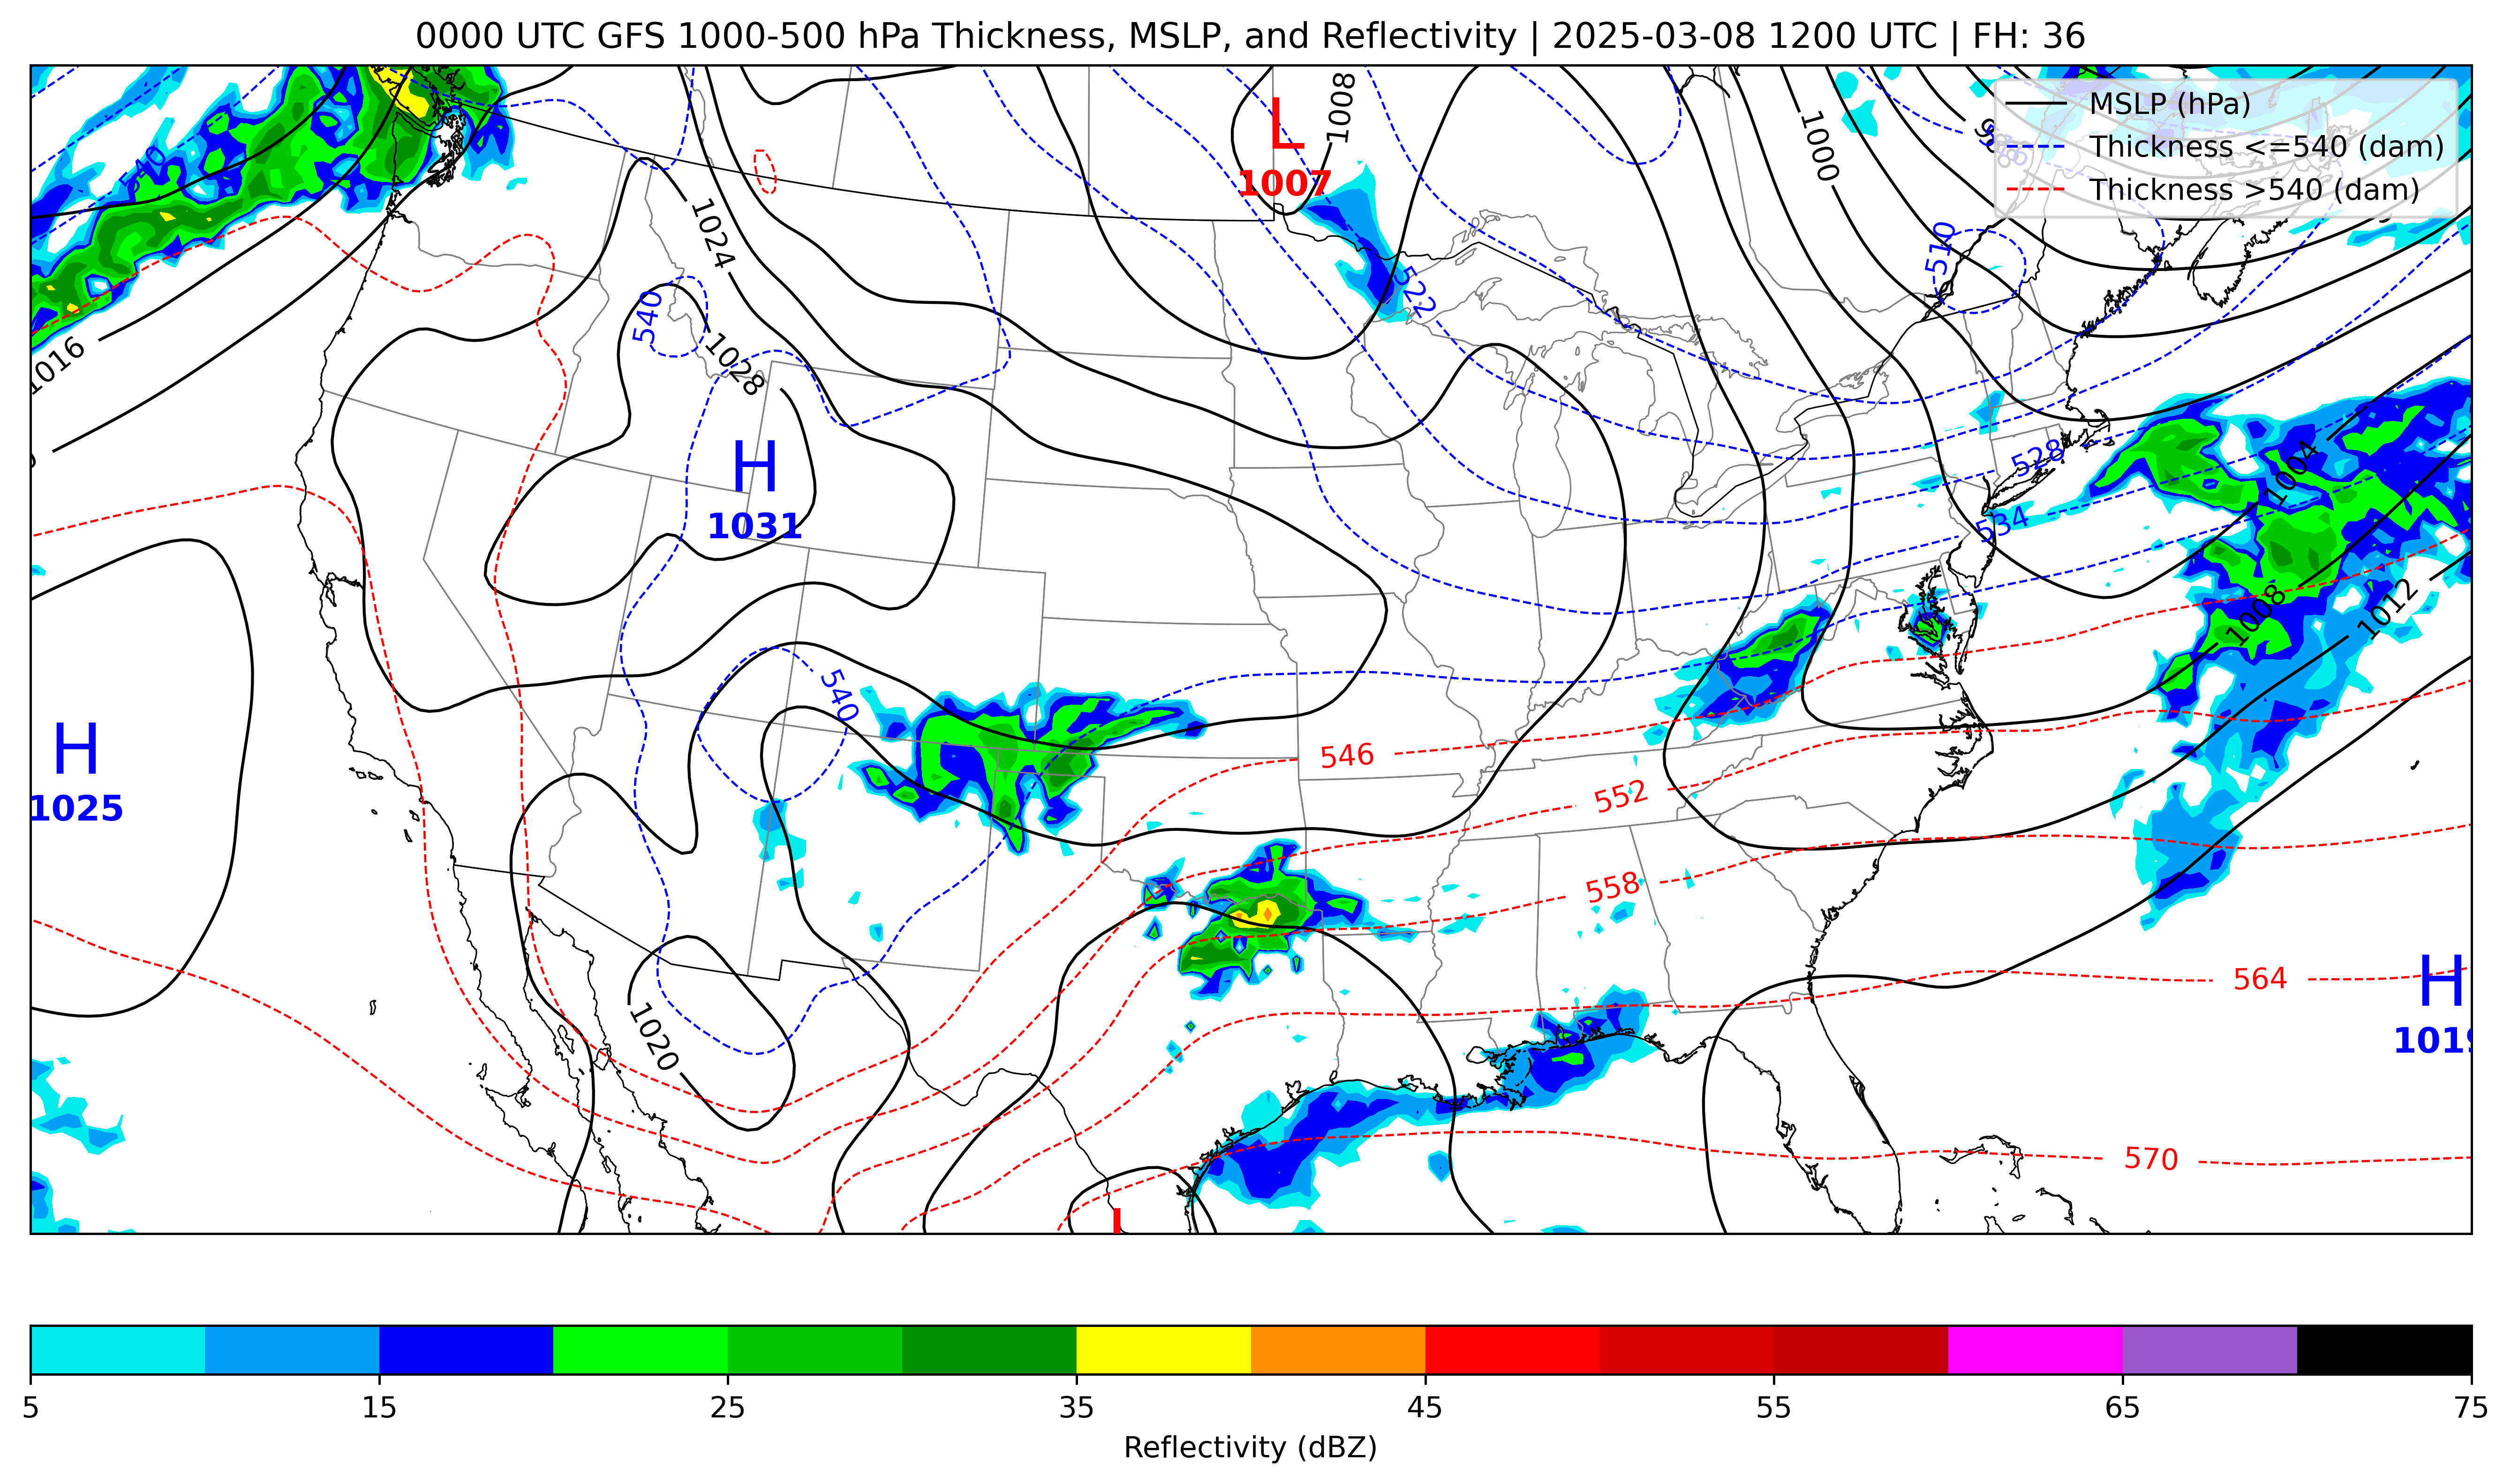 0000 UTC GFS 1000-500 hPa Thickness, MSLP, and Reflectivity | 2025-03-08 1200 UTC | FH: 36
MSLP (hPa)
Thickness <=540 (dam)
Thickness >540 (dam)
L
1007
1008
1000
540
1024
510
522
540
1028
1016
H
1031
528
534
1004
1008
1012
540
H
1025
546
552
558
564
H
1019
1020
570
L
5 15 25 35 45 55 65 75
Reflectivity (dBZ)